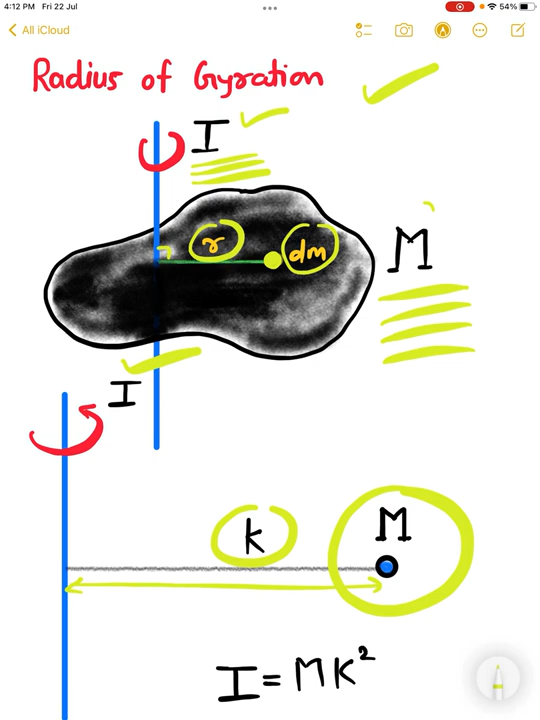 4:12 PM Fri 22 Jul
54%
All iCloud
Radius of Gyration
I
r
dm
M
I
k
M
I = MK²